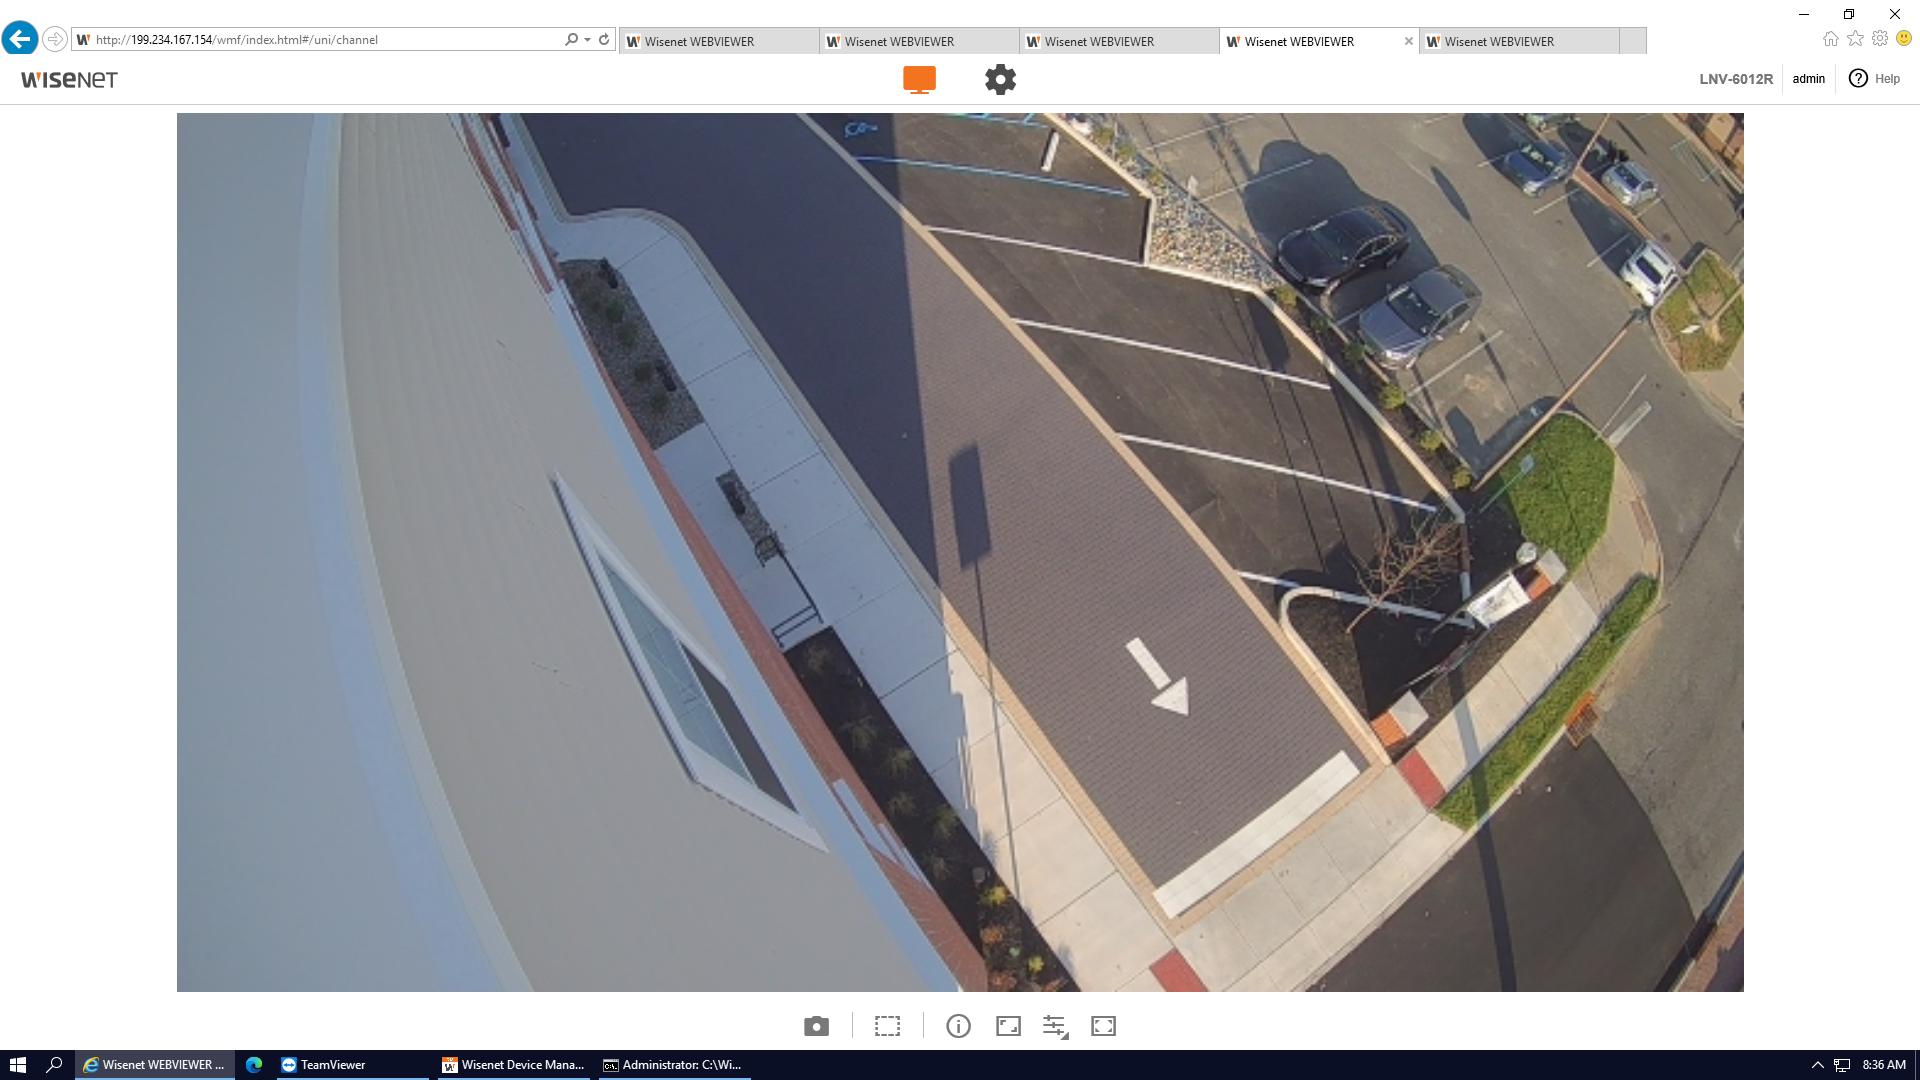 http://199.234.167.154/wmf/index.html#/uni/channel
Wisenet WEBVIEWER
Wisenet WEBVIEWER
Wisenet WEBVIEWER
Wisenet WEBVIEWER
Wisenet WEBVIEWER
WISENET
LNV-6012R
admin
Help
Wisenet WEBVIEWER ...
TeamViewer
Wisenet Device Mana...
Administrator: C:\Wi...
8:36 AM